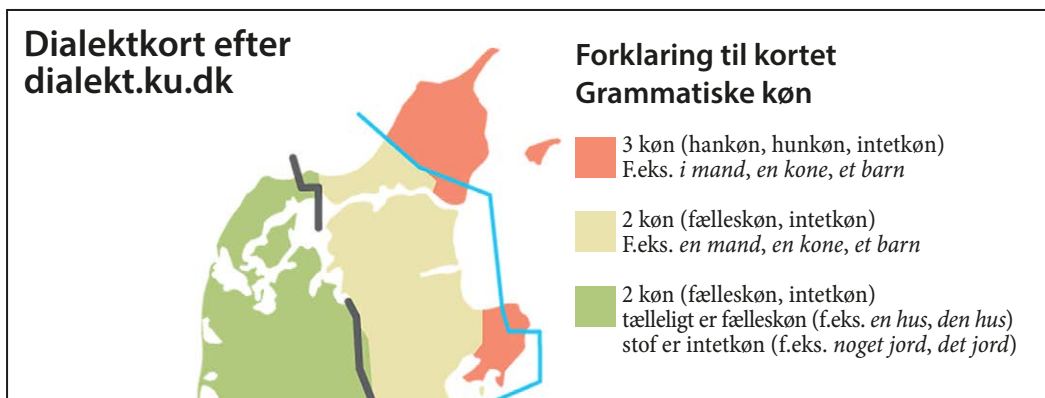 Dialektkort efter
dialekt.ku.dk
Forklaring til kortet
Grammatiske køn
3 køn (hankøn, hunkøn, intetkøn)
F.eks. i mand, en kone, et barn
2 køn (fælleskøn, intetkøn)
F.eks. en mand, en kone, et barn
2 køn (fælleskøn, intetkøn)
tælleligt er fælleskøn (f.eks. en hus, den hus)
stof er intetkøn (f.eks. noget jord, det jord)